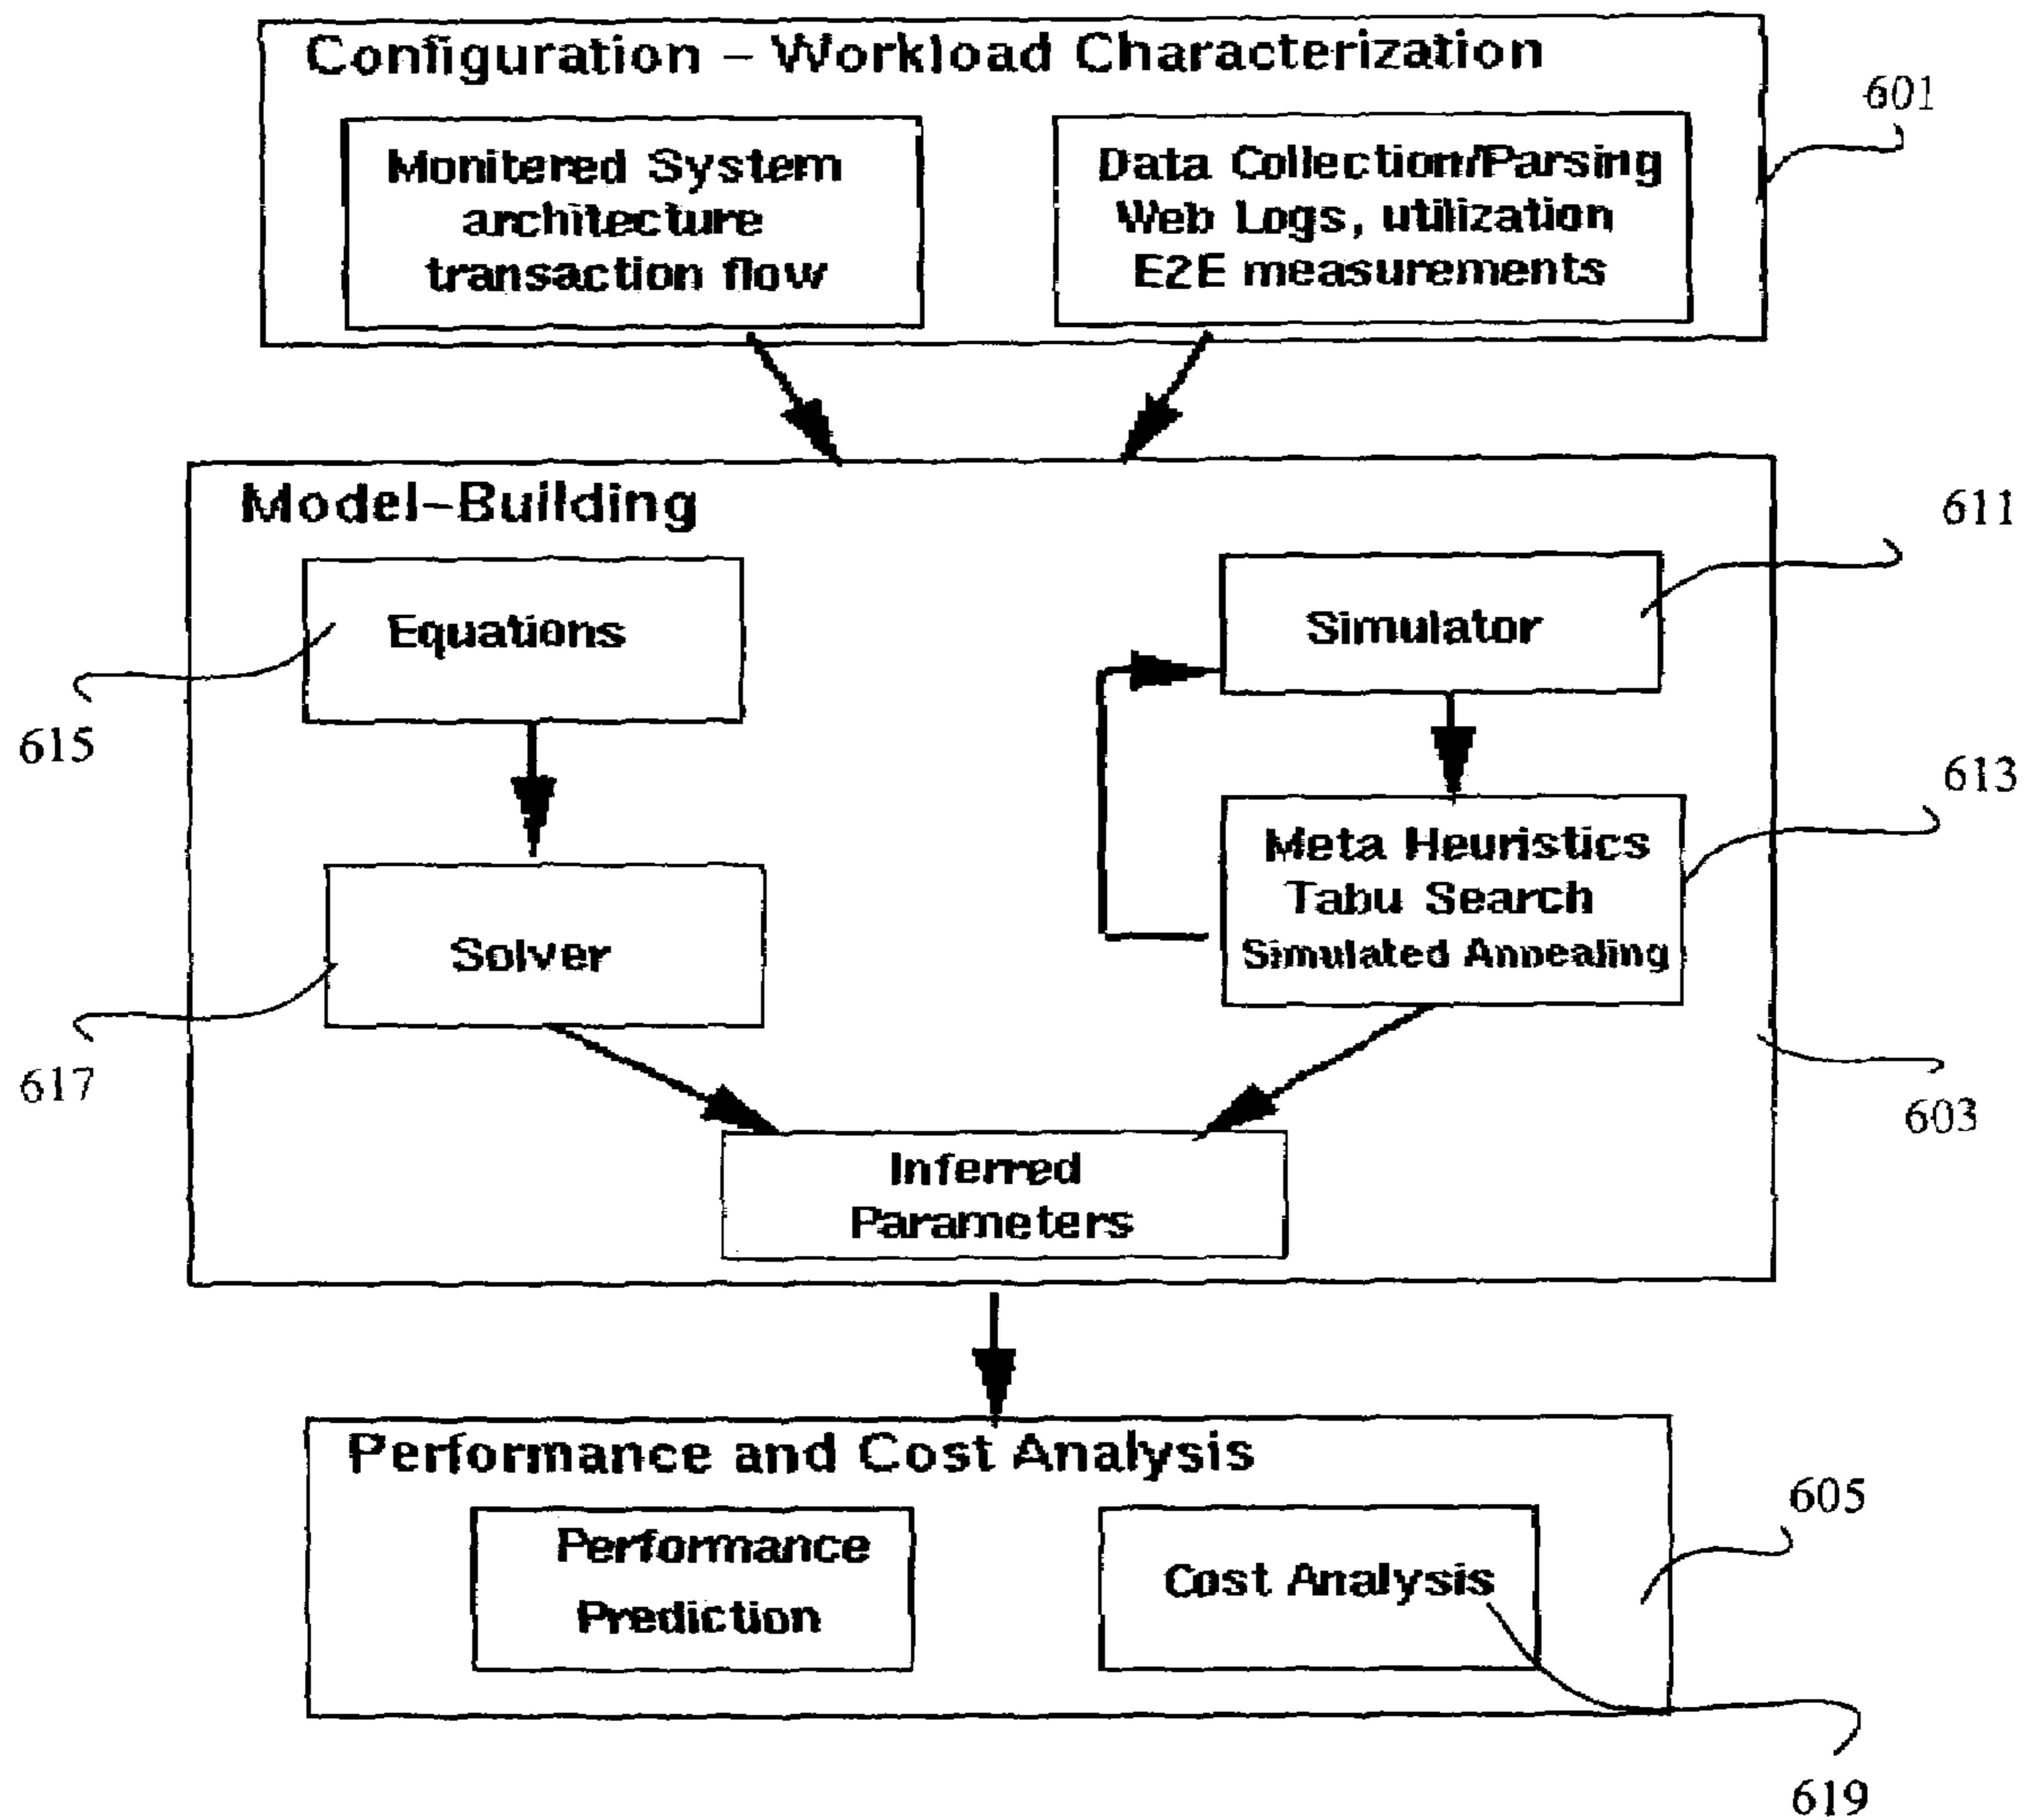 Configuration – Workload Characterization
601
Monitered System
architecture
transaction flow
Data Collection/Parsing
Web Logs, utilization
E2E measurements
Model–Building
611
Equations
Simulator
615
613
Meta Heuristics
Tabu Search
Simulated Annealing
Solver
617
603
Inferred
Parameters
Performance and Cost Analysis
605
Performance
Prediction
Cost Analysis
619